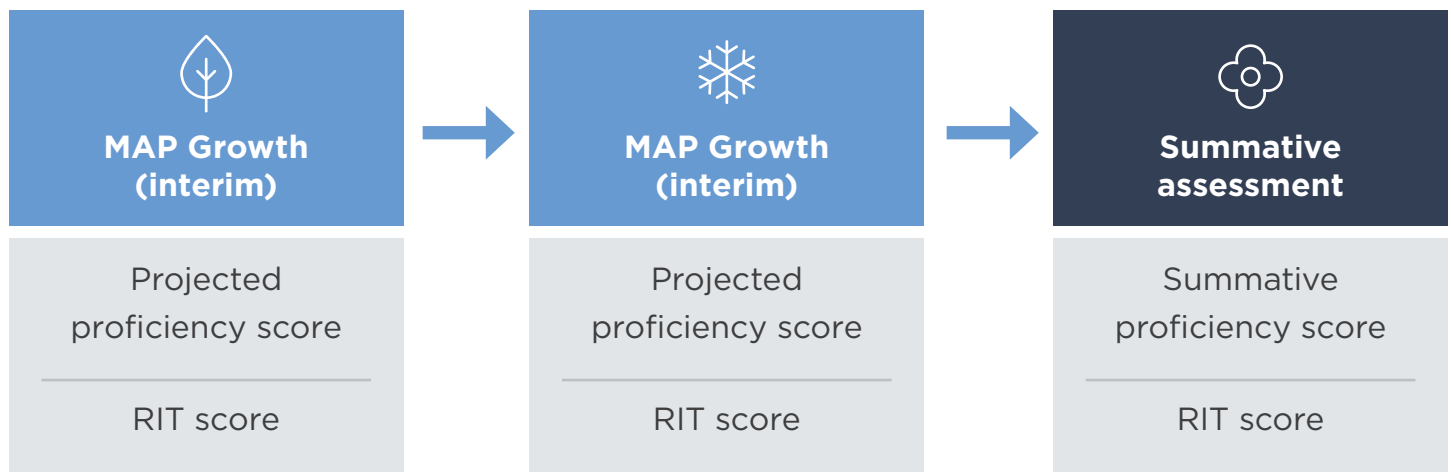 MAP Growth
(interim)
Projected
proficiency score
RIT score
MAP Growth
(interim)
Projected
proficiency score
RIT score
Summative
assessment
Summative
proficiency score
RIT score